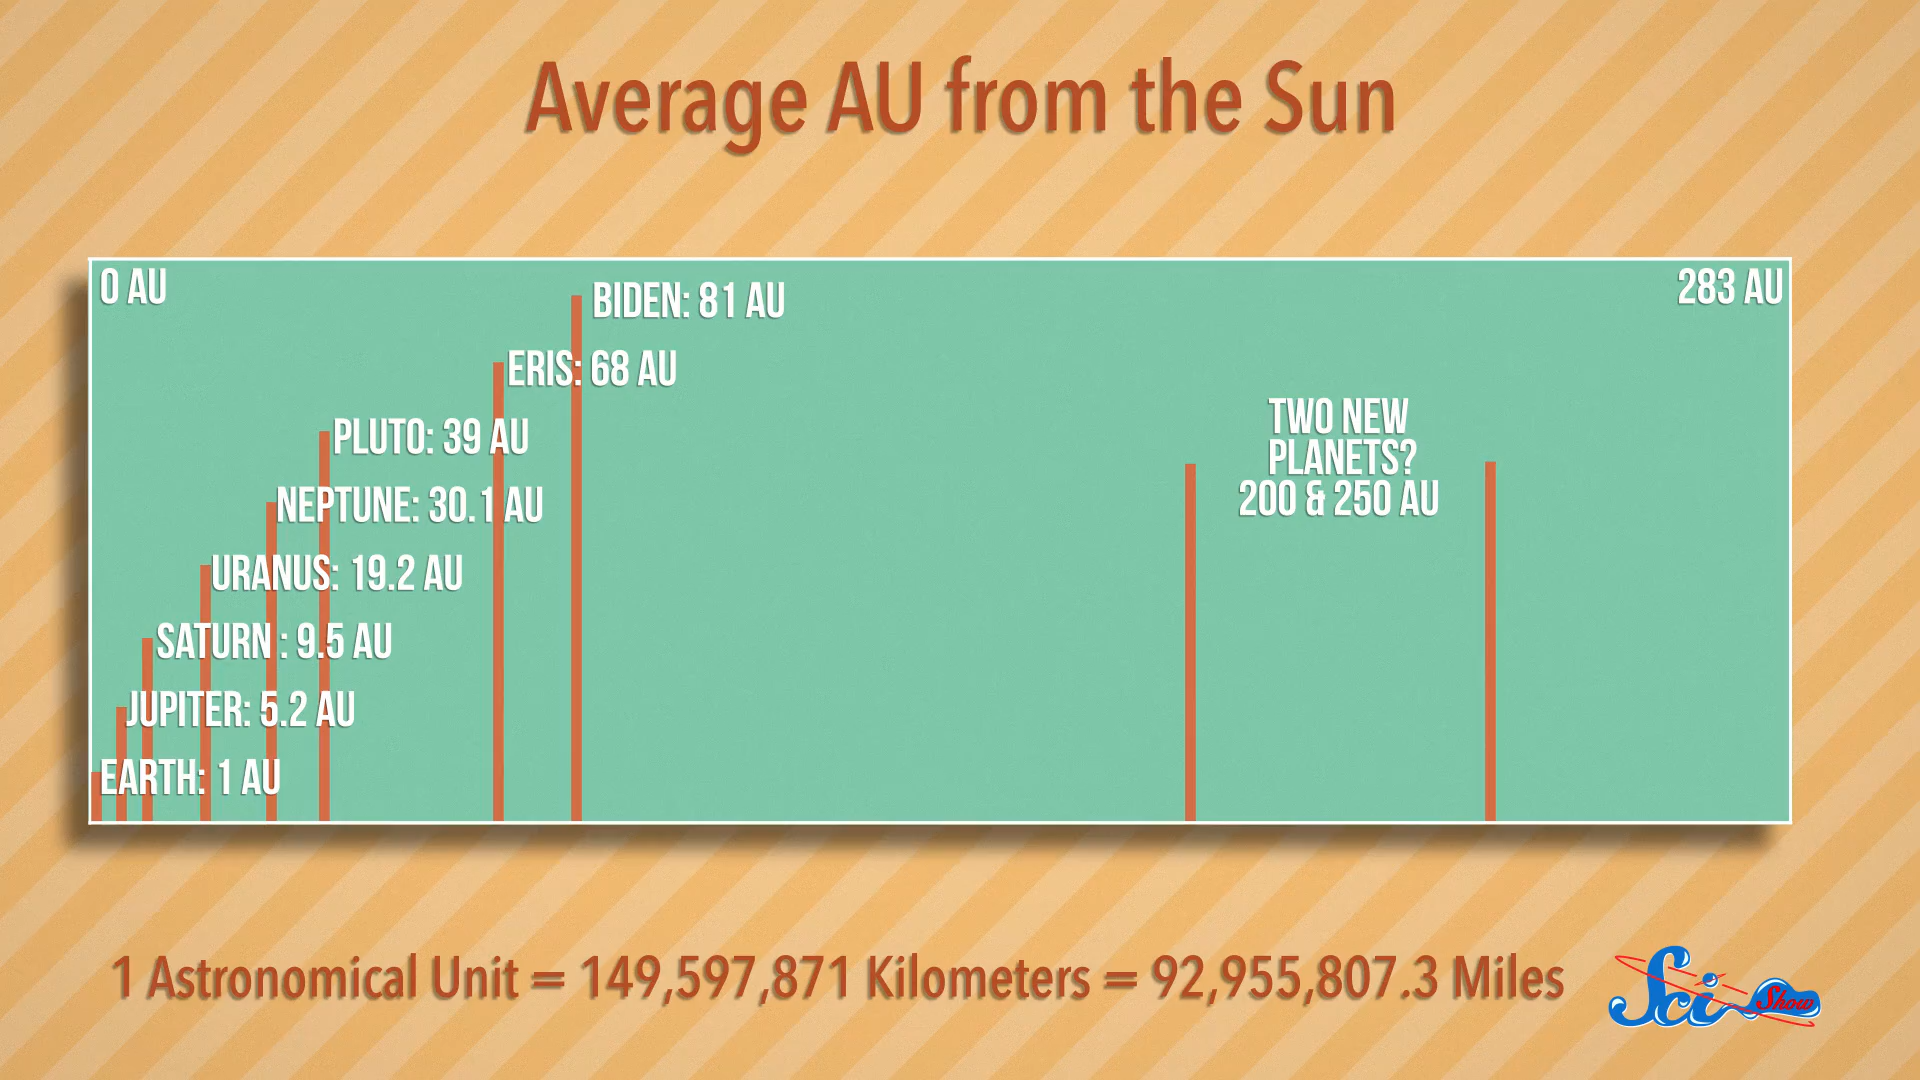 Average AU from the Sun
0 AU
283 AU
BIDEN: 81 AU
ERIS: 68 AU
TWO NEW
PLANETS?
200 & 250 AU
PLUTO: 39 AU
NEPTUNE: 30.1 AU
URANUS: 19.2 AU
SATURN : 9.5 AU
JUPITER: 5.2 AU
EARTH: 1 AU
1 Astronomical Unit = 149,597,871 Kilometers = 92,955,807.3 Miles
Sci Show